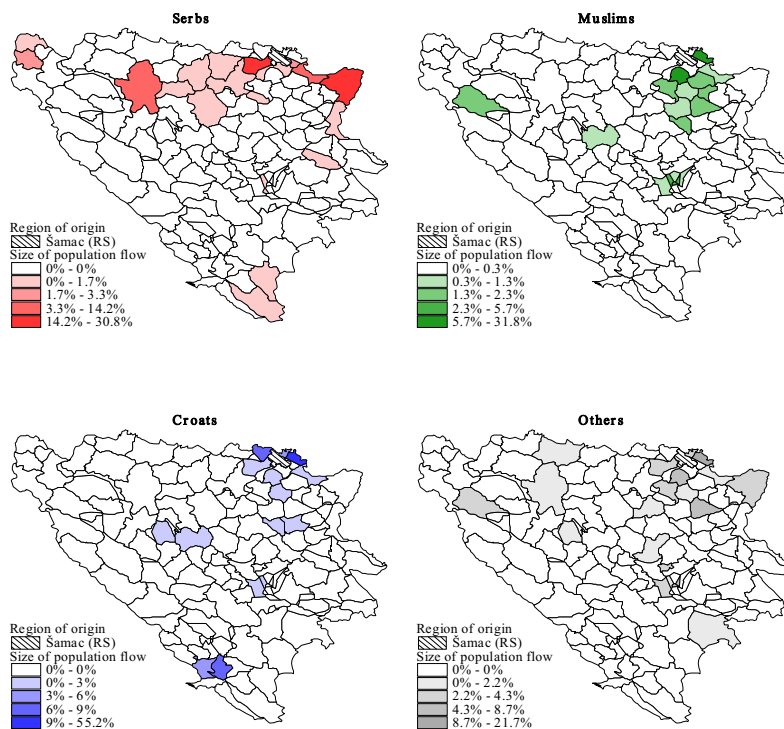 Serbs
Region of origin
Šamac (RS)
Size of population flow
0% - 0%
0% - 1.7%
1.7% - 3.3%
3.3% - 14.2%
14.2% - 30.8%
Muslims
Region of origin
Šamac (RS)
Size of population flow
0% - 0.3%
0.3% - 1.3%
1.3% - 2.3%
2.3% - 5.7%
5.7% - 31.8%
Croats
Region of origin
Šamac (RS)
Size of population flow
0% - 0%
0% - 3%
3% - 6%
6% - 9%
9% - 55.2%
Others
Region of origin
Šamac (RS)
Size of population flow
0% - 0%
0% - 2.2%
2.2% - 4.3%
4.3% - 8.7%
8.7% - 21.7%